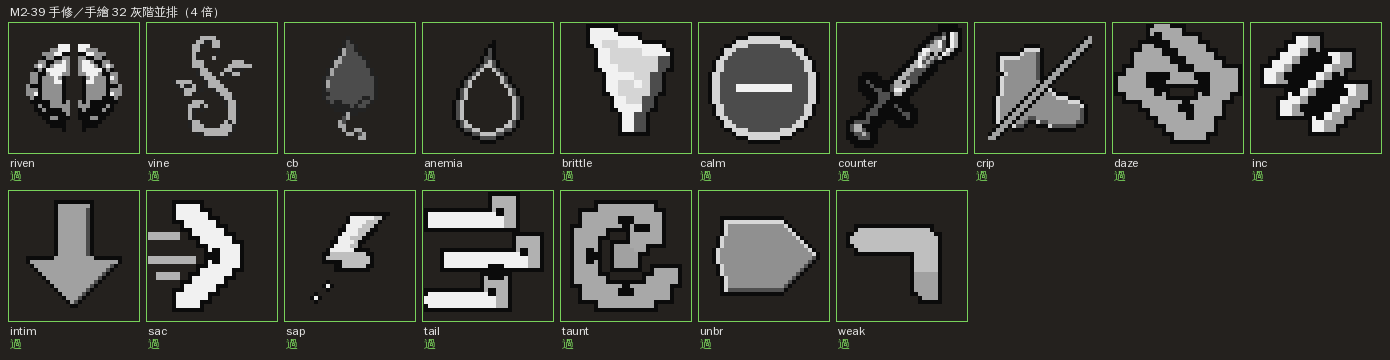 M2-39 手修／手繪 32 灰階並排（4 倍）
riven vine cb anemia brittle calm counter crip daze inc
過 過 過 過 過 過 過 過 過 過
intim sac sap tail taunt unbr weak
過 過 過 過 過 過 過